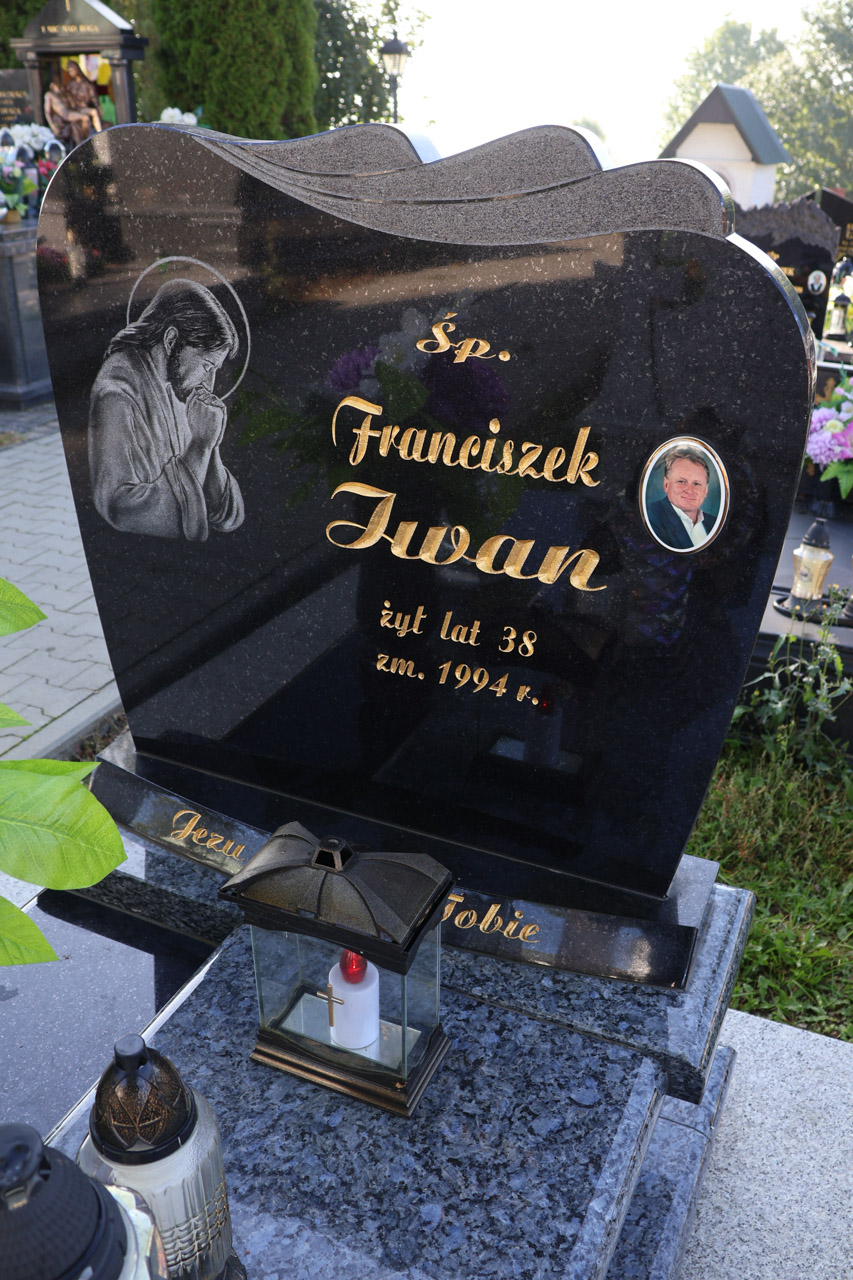 Śp.
Franciszek
Iwan
żył lat 38
zm. 1994 r.
Jezu Tobie